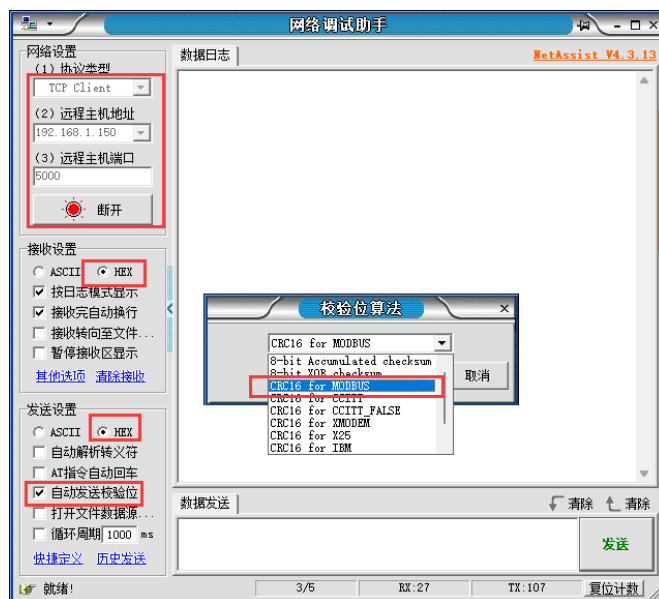 网络调试助手
网络设置
(1) 协议类型
TCP Client
(2) 远程主机地址
192.168.1.150
(3) 远程主机端口
5000
断开
接收设置
ASCII HEX
按日志模式显示
接收完自动换行
接收转向至文件...
暂停接收区显示
其他选项 清除接收
发送设置
ASCII HEX
自动解析转义符
AT指令自动回车
自动发送校验位
打开文件数据源...
循环周期 1000 ms
快捷定义 历史发送
数据日志
NetAssist V4.3.13
校验位算法
CRC16 for MODBUS
8-bit Accumulated checksum
8-bit XOR checksum
CRC16 for MODBUS
CRC16 for CCITT
CRC16 for CCITT_FALSE
CRC16 for XMODEM
CRC16 for X25
CRC16 for IBM
取消
数据发送
清除 清除
发送
就绪!
3/5
RX:27
TX:107
复位计数